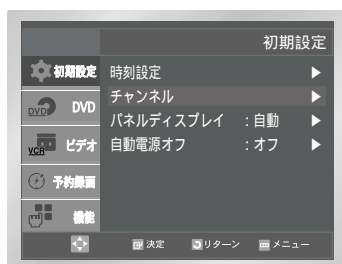 初期設定
初期設定
時刻設定 ▶
チャンネル ▶
DVD DVD
パネルディスプレイ :自動 ▶
VCR ビデオ
自動電源オフ :オフ ▶
予約録画
機能
決定 リターン メニュー